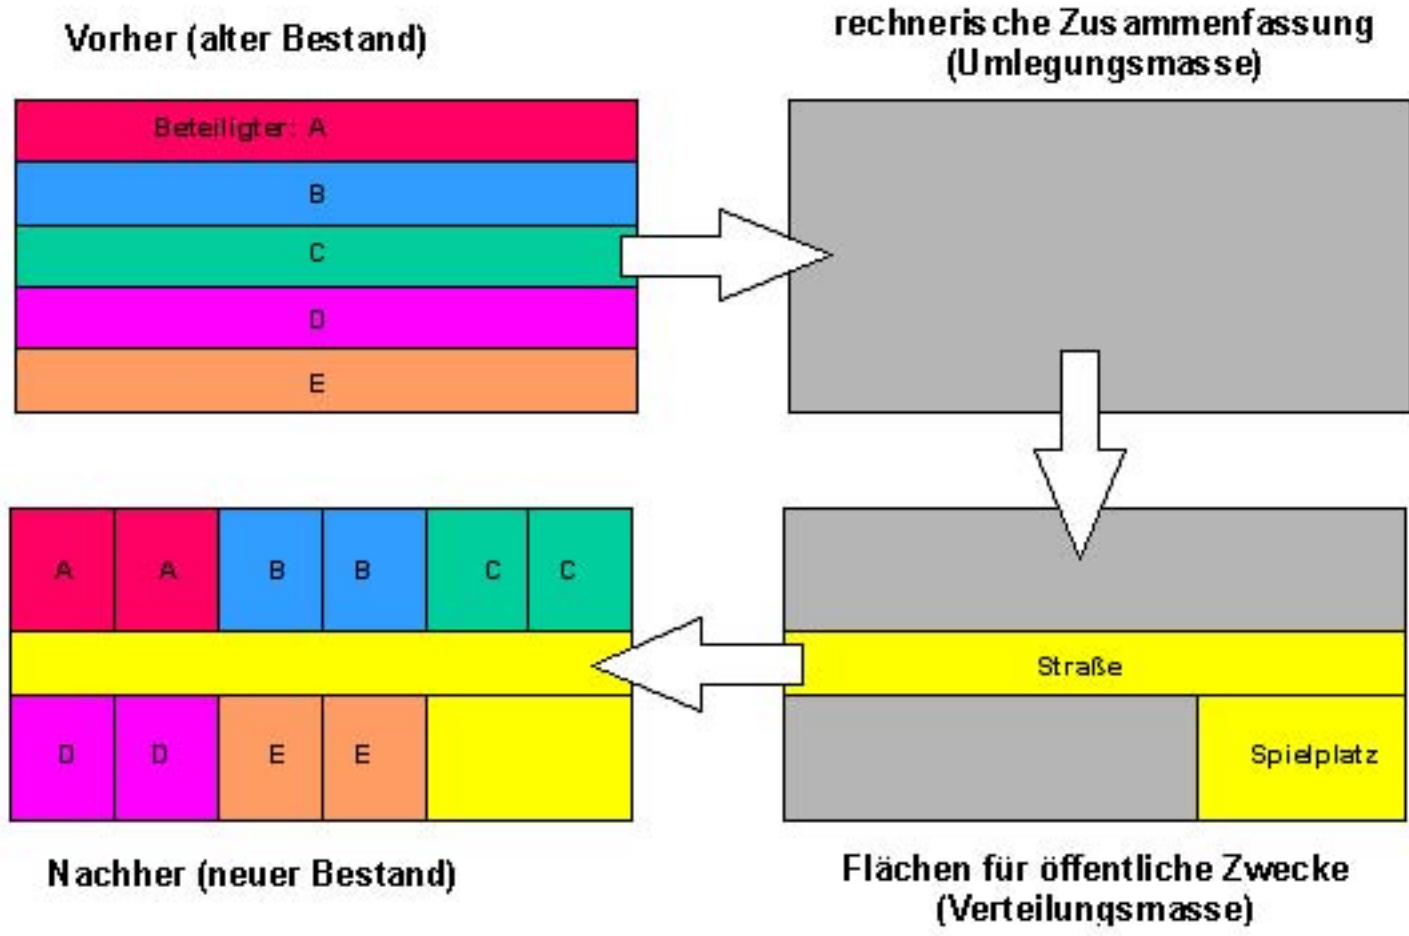 Vorher (alter Bestand)
rechnerische Zusammenfassung
(Umlegungsmasse)
Beteiligter: A
B
C
D
E
A A B B C C
Straße
D D E E
Spielplatz
Nachher (neuer Bestand)
Flächen für öffentliche Zwecke
(Verteilungsmasse)